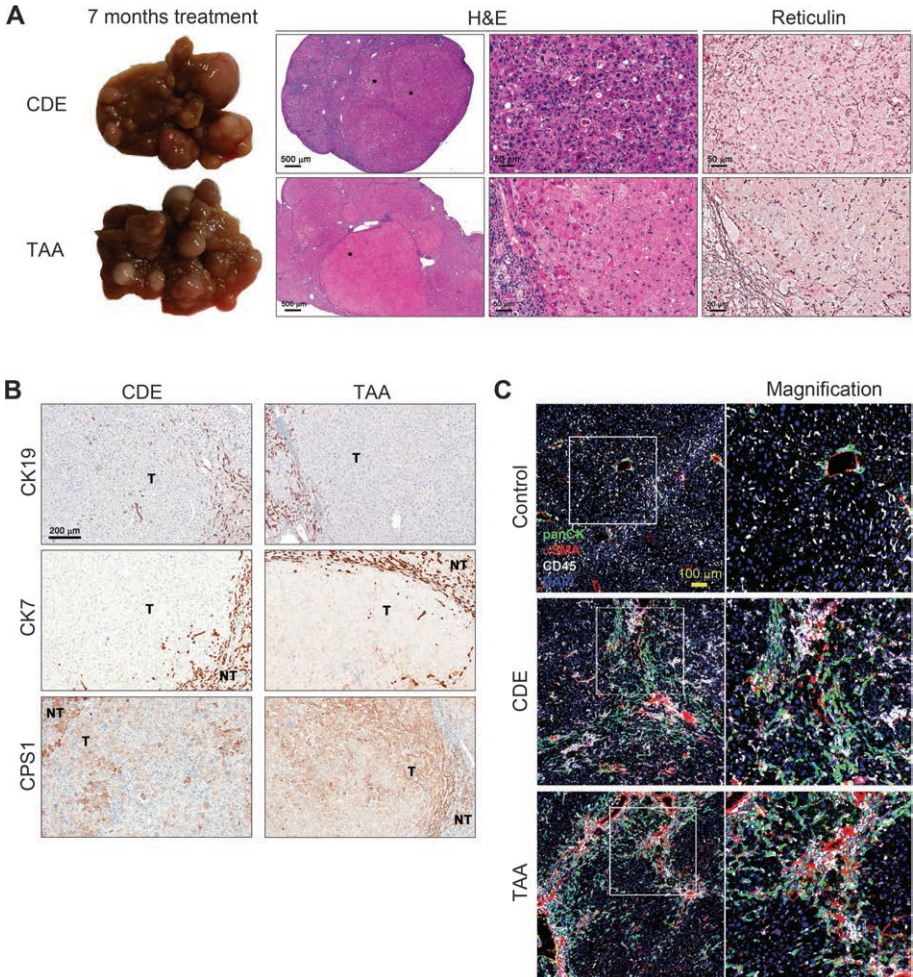 A
7 months treatment
H&E
Reticulin
CDE
500 µm
50 µm
50 µm
TAA
500 µm
50 µm
50 µm
B
CDE
TAA
CK19
T
T
200 µm
CK7
T
NT
T
NT
CPS1
NT
T
T
NT
C
Magnification
Control
panCK
αSMA
CD45
100 µm
CDE
TAA